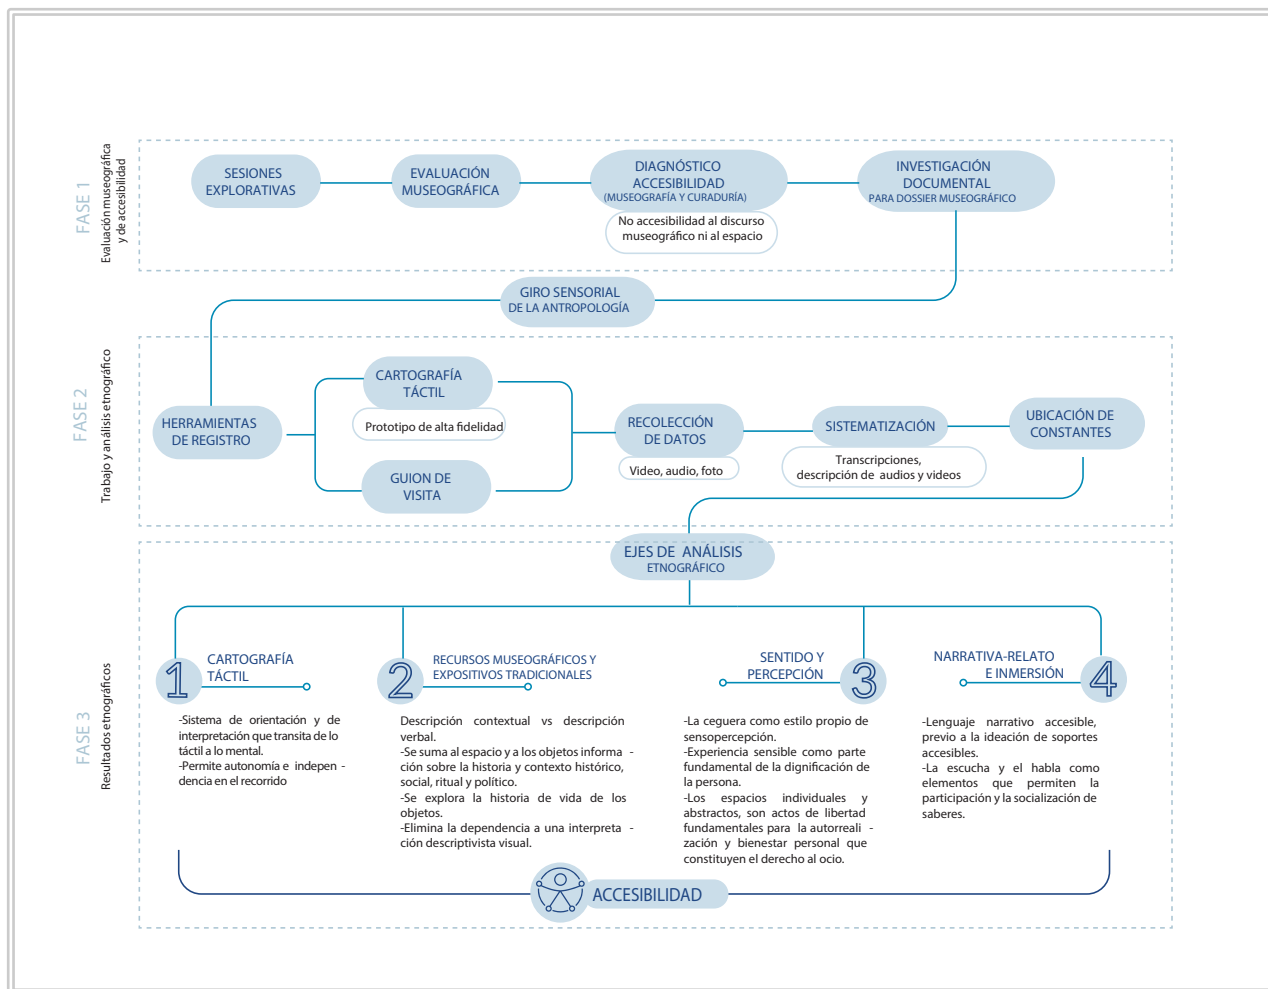 FASE 1
Evaluación museográfica
y de accesibilidad
SESIONES
EXPLORATIVAS
EVALUACIÓN
MUSEOGRÁFICA
DIAGNÓSTICO
ACCESIBILIDAD
(MUSEOGRAFÍA Y CURADURÍA)
No accesibilidad al discurso
museográfico ni al espacio
INVESTIGACIÓN
DOCUMENTAL
PARA DOSSIER MUSEOGRÁFICO
GIRO SENSORIAL
DE LA ANTROPOLOGÍA
FASE 2
Trabajo y análisis etnográfico
HERRAMIENTAS
DE REGISTRO
CARTOGRAFÍA
TÁCTIL
Prototipo de alta fidelidad
GUION DE
VISITA
RECOLECCIÓN
DE DATOS
Video, audio, foto
SISTEMATIZACIÓN
Transcripciones,
descripción de audios y videos
UBICACIÓN DE
CONSTANTES
EJES DE ANÁLISIS
ETNOGRÁFICO
FASE 3
Resultados etnográficos
1
CARTOGRAFÍA
TÁCTIL
-Sistema de orientación y de
interpretación que transita de lo
táctil a lo mental.
-Permite autonomía e indepen -
dencia en el recorrido
2
RECURSOS MUSEOGRÁFICOS Y
EXPOSITIVOS TRADICIONALES
Descripción contextual vs descripción
verbal.
-Se suma al espacio y a los objetos informa -
ción sobre la historia y contexto histórico,
social, ritual y político.
-Se explora la historia de vida de los
objetos.
-Elimina la dependencia a una interpreta -
ción descriptivista visual.
SENTIDO Y
PERCEPCIÓN
3
-La ceguera como estilo propio de
sensopercepción.
-Experiencia sensible como parte
fundamental de la dignificación de
la persona.
-Los espacios individuales y
abstractos, son actos de libertad
fundamentales para la autorreali -
zación y bienestar personal que
constituyen el derecho al ocio.
NARRATIVA-RELATO
E INMERSIÓN
4
-Lenguaje narrativo accesible,
previo a la ideación de soportes
accesibles.
-La escucha y el habla como
elementos que permiten la
participación y la socialización de
saberes.
ACCESIBILIDAD